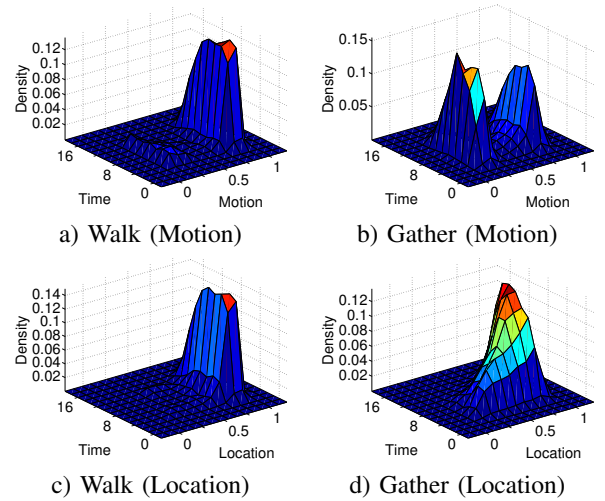 0.12
0.1
0.08
0.06
0.04
0.02
Density
16
8
0
Time
0
0.5
1
Motion
a) Walk (Motion)
0.15
0.1
0.05
Density
16
8
0
Time
0
0.5
1
Motion
b) Gather (Motion)
0.14
0.12
0.1
0.08
0.06
0.04
0.02
Density
16
8
0
Time
0
0.5
1
Location
c) Walk (Location)
0.12
0.1
0.08
0.06
0.04
0.02
Density
16
8
0
Time
0
0.5
1
Location
d) Gather (Location)